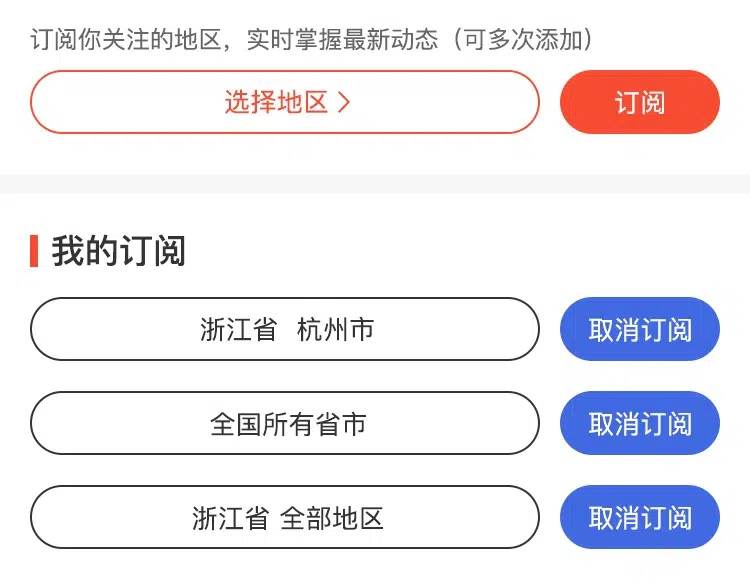 订阅你关注的地区，实时掌握最新动态（可多次添加）
选择地区 >
订阅
我的订阅
浙江省 杭州市
取消订阅
全国所有省市
取消订阅
浙江省 全部地区
取消订阅